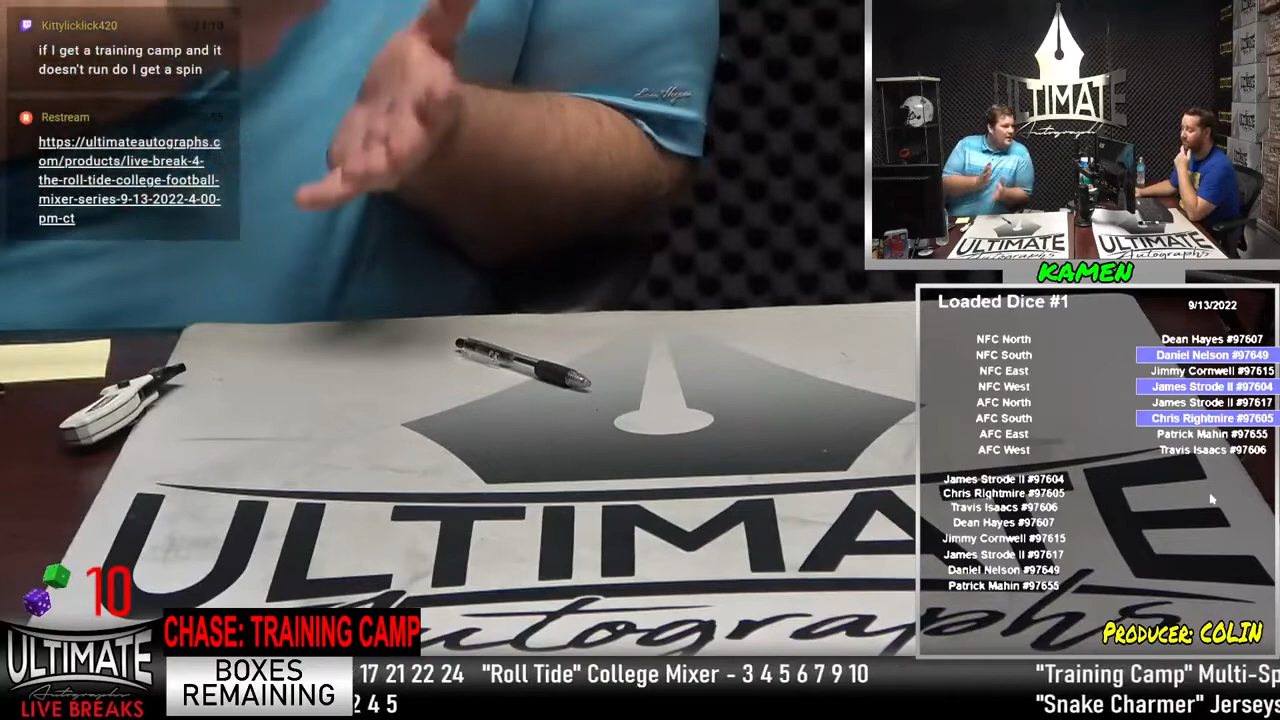 Kittylicklick420
if I get a training camp and it
doesn't run do I get a spin
Restream
https://ultimateautographs.c
om/products/live-break-4-
the-roll-tide-college-football-
mixer-series-9-13-2022-4-00-
pm-ct
ULTIMATE
Autographs
ULTIMATE
Autographs
ULTIMATE
Autographs
KAMEN
Loaded Dice #1 9/13/2022
NFC North Dean Hayes #97607
NFC South Daniel Nelson #97649
NFC East Jimmy Cornwell #97615
NFC West James Strode II #97604
AFC North James Strode II #97617
AFC South Chris Rightmire #97605
AFC East Patrick Mahin #97655
AFC West Travis Isaacs #97606
James Strode II #97604
Chris Rightmire #97605
Travis Isaacs #97606
Dean Hayes #97607
Jimmy Cornwell #97615
James Strode II #97617
Daniel Nelson #97649
Patrick Mahin #97655
Producer: COLIN
ULTIMATE
Autographs
10
CHASE: TRAINING CAMP
ULTIMATE
Autographs
LIVE BREAKS
BOXES
REMAINING
17 21 22 24 "Roll Tide" College Mixer - 3 4 5 6 7 9 10 "Training Camp" Multi-Sp
2 4 5 "Snake Charmer" Jerseys